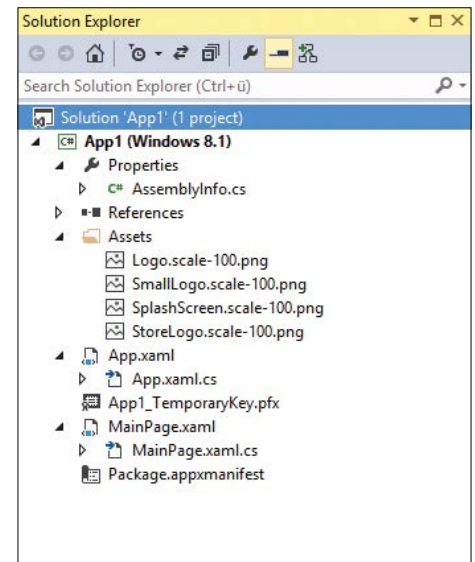 Solution Explorer
Search Solution Explorer (Ctrl+ü)
Solution 'App1' (1 project)
C# App1 (Windows 8.1)
Properties
C# AssemblyInfo.cs
References
Assets
Logo.scale-100.png
SmallLogo.scale-100.png
SplashScreen.scale-100.png
StoreLogo.scale-100.png
App.xaml
App.xaml.cs
App1_TemporaryKey.pfx
MainPage.xaml
MainPage.xaml.cs
Package.appxmanifest